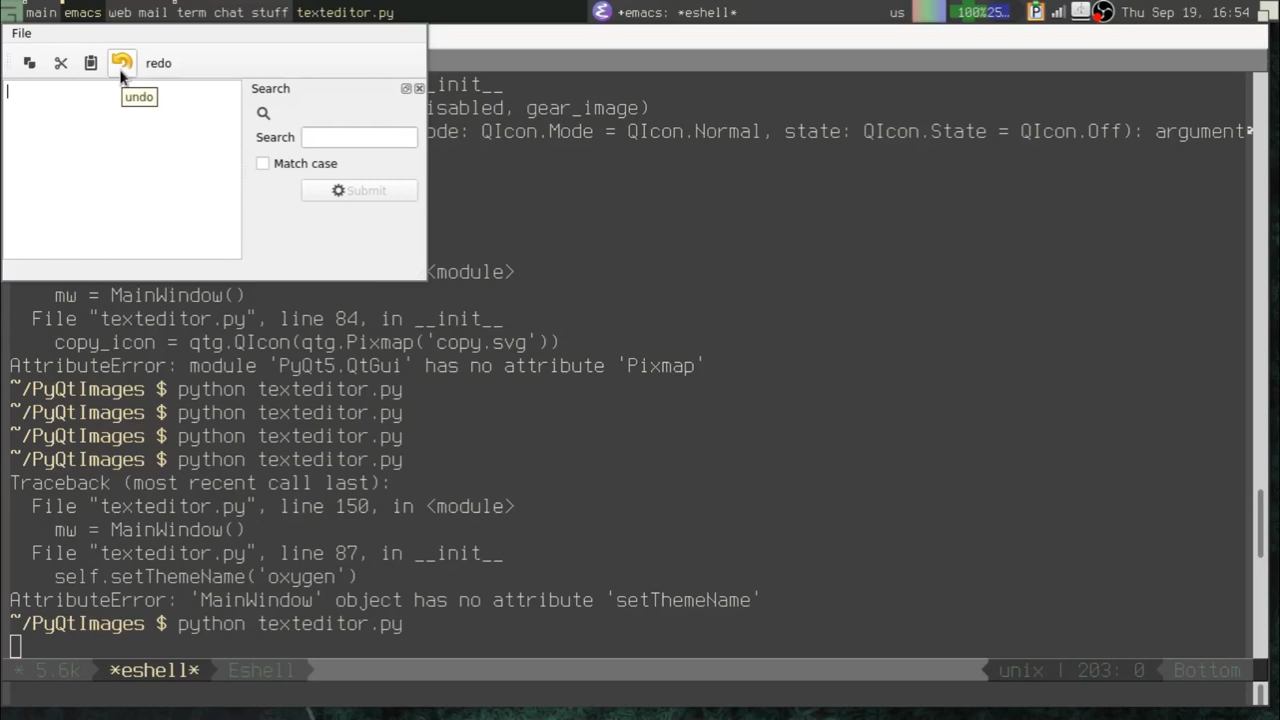 main emacs web mail term chat stuff texteditor.py +emacs: *eshell* us 100%25... Thu Sep 19, 16:54
File
redo
undo
Search
Search
Match case
Submit
_init__
isabled, gear_image)
ode: QIcon.Mode = QIcon.Normal, state: QIcon.State = QIcon.Off): argument
<module>
mw = MainWindow()
File "texteditor.py", line 84, in __init__
copy_icon = qtg.QIcon(qtg.Pixmap('copy.svg'))
AttributeError: module 'PyQt5.QtGui' has no attribute 'Pixmap'
~/PyQtImages $ python texteditor.py
~/PyQtImages $ python texteditor.py
~/PyQtImages $ python texteditor.py
~/PyQtImages $ python texteditor.py
Traceback (most recent call last):
File "texteditor.py", line 150, in <module>
mw = MainWindow()
File "texteditor.py", line 87, in __init__
self.setThemeName('oxygen')
AttributeError: 'MainWindow' object has no attribute 'setThemeName'
~/PyQtImages $ python texteditor.py
* 5.6k *eshell* Eshell unix | 203: 0 Bottom